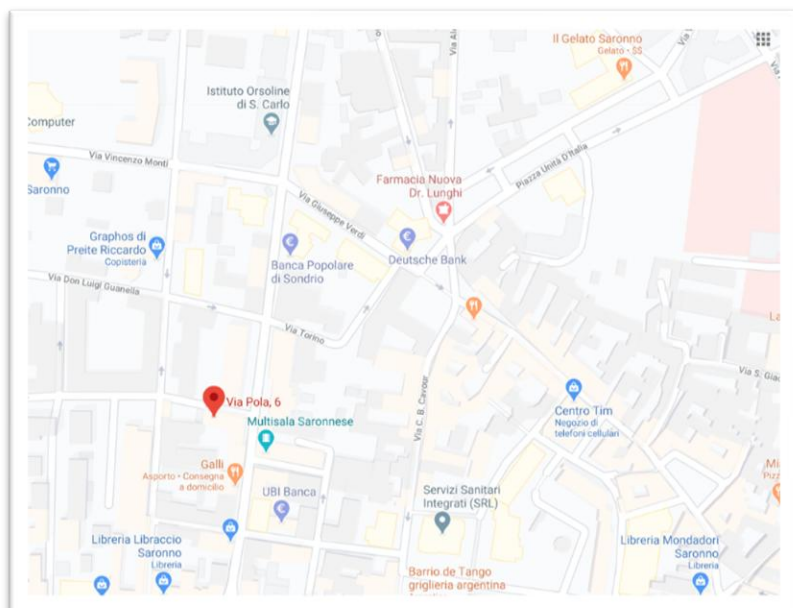 Il Gelato Saronno
Gelato • $$
Istituto Orsoline
di S. Carlo
Computer
Via Vincenzo Monti
Piazza Unità D'Italia
Saronno
Farmacia Nuova
Dr. Lunghi
Via Giuseppe Verdi
Graphos di
Preite Riccardo
Copisteria
Banca Popolare
di Sondrio
Deutsche Bank
Via Don Luigi Guanella
Via Torino
Via S. Giac
Via Pola, 6
Via C. B. Cavour
Multisala Saronnese
Centro Tim
Negozio di
telefoni cellulari
Galli
Asporto • Consegna
a domicilio
UBI Banca
Servizi Sanitari
Integrati (SRL)
Libreria Libraccio
Saronno
Libreria
Libreria Mondadori
Saronno
Libreria
Barrio de Tango
griglieria argentina